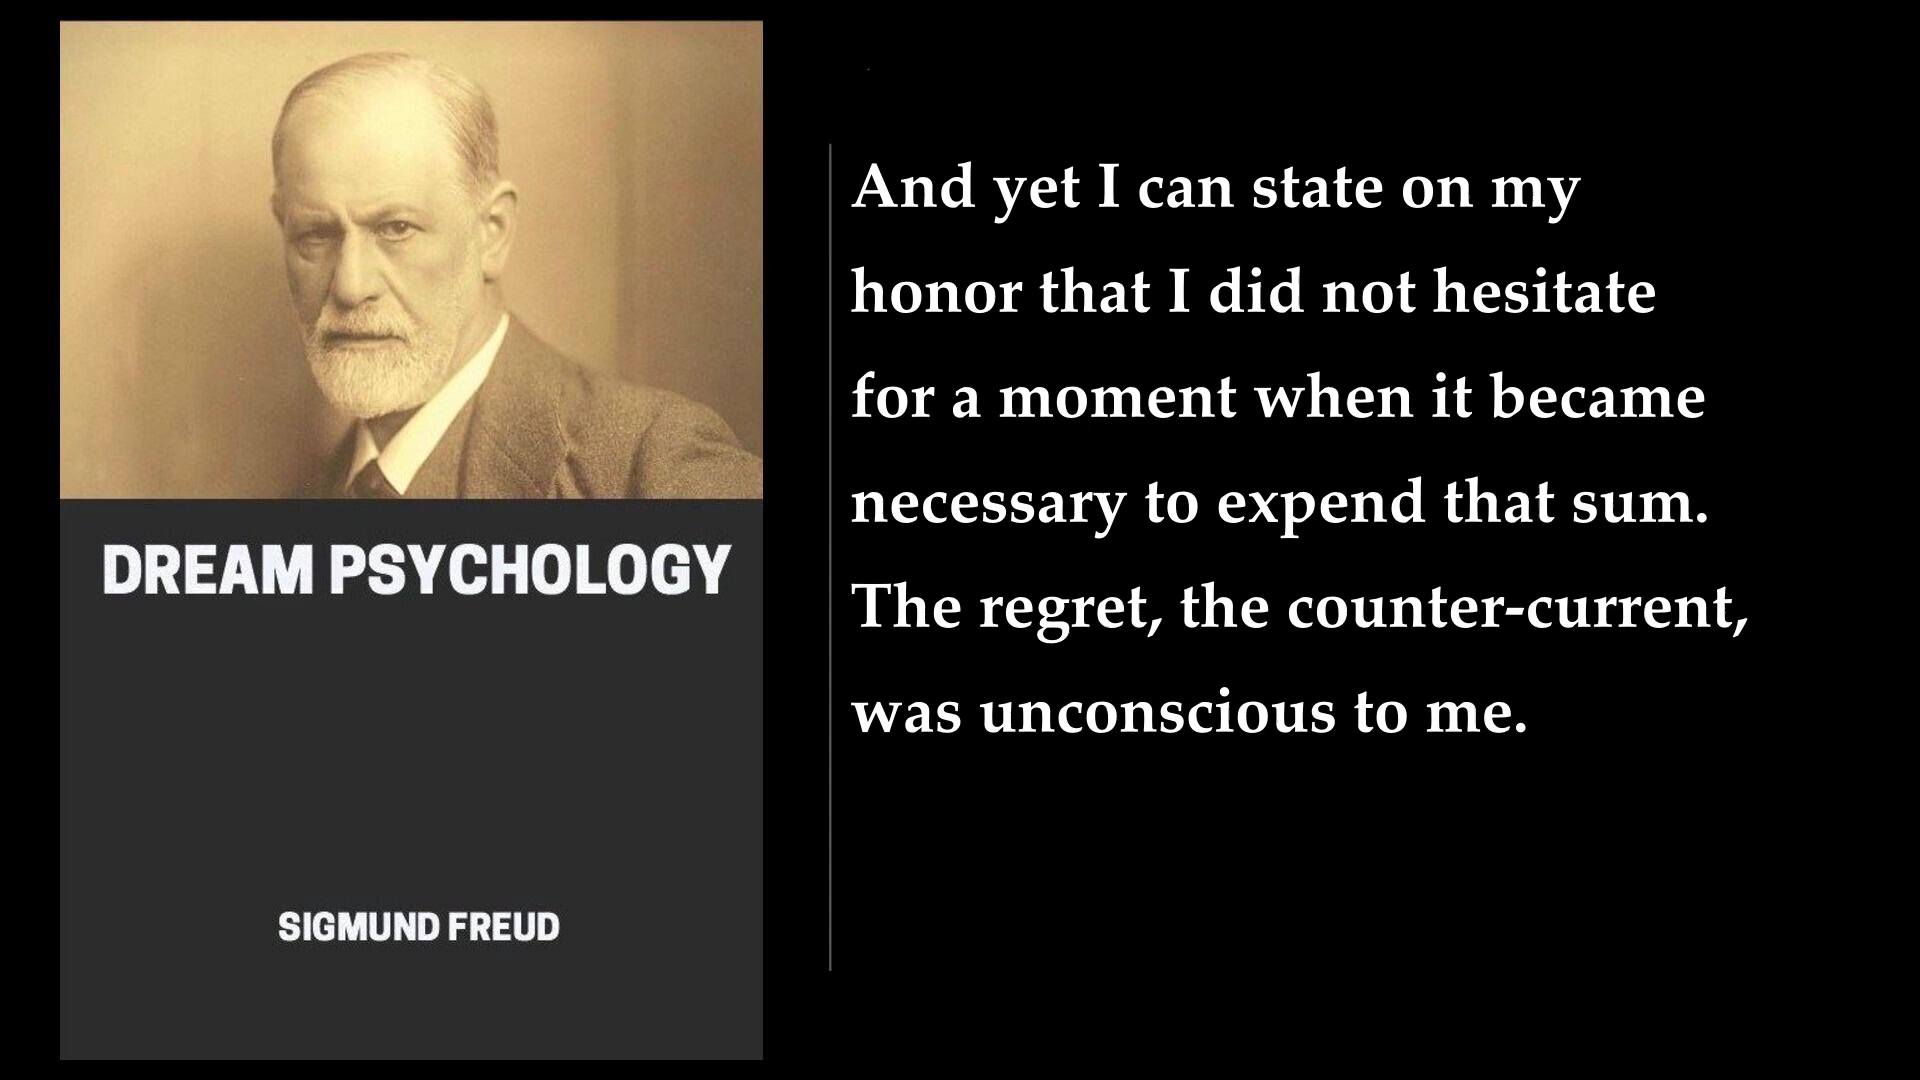 DREAM PSYCHOLOGY
SIGMUND FREUD
And yet I can state on my
honor that I did not hesitate
for a moment when it became
necessary to expend that sum.
The regret, the counter-current,
was unconscious to me.